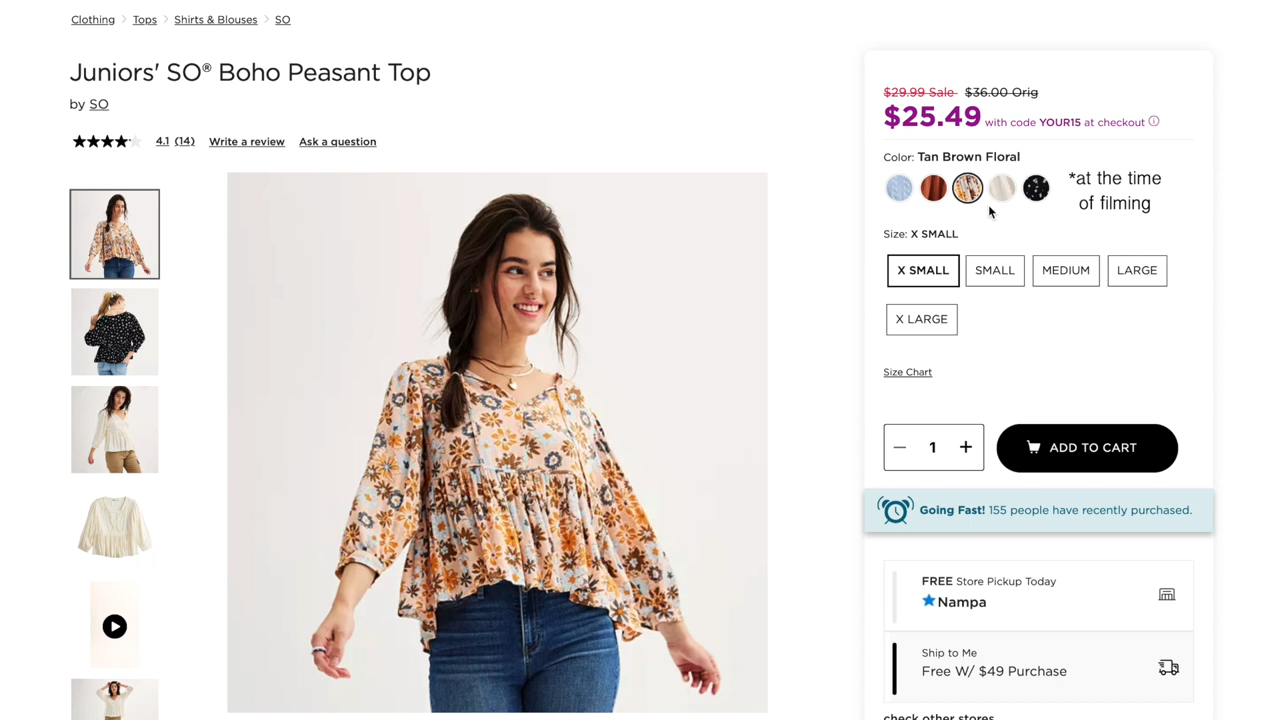 Clothing > Tops > Shirts & Blouses > SO
Juniors' SO® Boho Peasant Top
by SO
4.1 (14) Write a review Ask a question
$29.99 Sale $36.00 Orig
$25.49 with code YOUR15 at checkout
Color: Tan Brown Floral
*at the time
of filming
Size: X SMALL
X SMALL SMALL MEDIUM LARGE
X LARGE
Size Chart
1
ADD TO CART
Going Fast! 155 people have recently purchased.
FREE Store Pickup Today
Nampa
Ship to Me
Free W/ $49 Purchase
check other stores